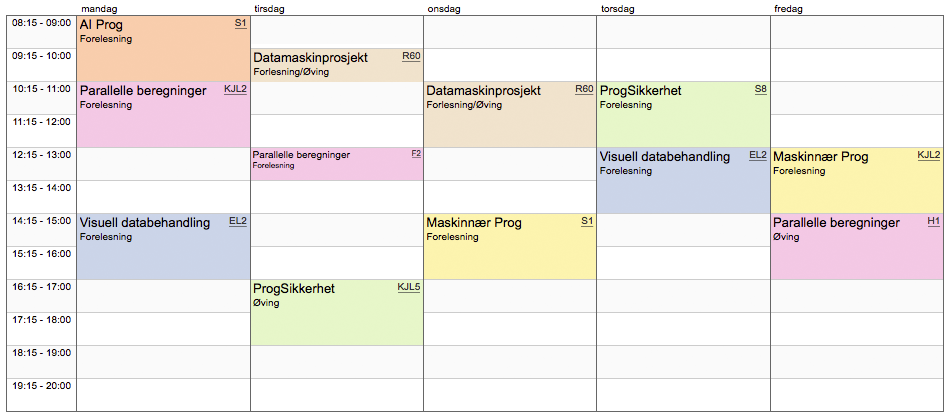 mandag tirsdag onsdag torsdag fredag
08:15 - 09:00
AI Prog S1
Forelesning
09:15 - 10:00
Datamaskinprosjekt R60
Forlesning/Øving
10:15 - 11:00
Parallelle beregninger KJL2
Forelesning
Datamaskinprosjekt R60
Forlesning/Øving
ProgSikkerhet S8
Forelesning
11:15 - 12:00
12:15 - 13:00
Parallelle beregninger F2
Forelesning
Visuell databehandling EL2
Forelesning
Maskinnær Prog KJL2
Forelesning
13:15 - 14:00
14:15 - 15:00
Visuell databehandling EL2
Forelesning
Maskinnær Prog S1
Forelesning
Parallelle beregninger H1
Øving
15:15 - 16:00
16:15 - 17:00
ProgSikkerhet KJL5
Øving
17:15 - 18:00
18:15 - 19:00
19:15 - 20:00